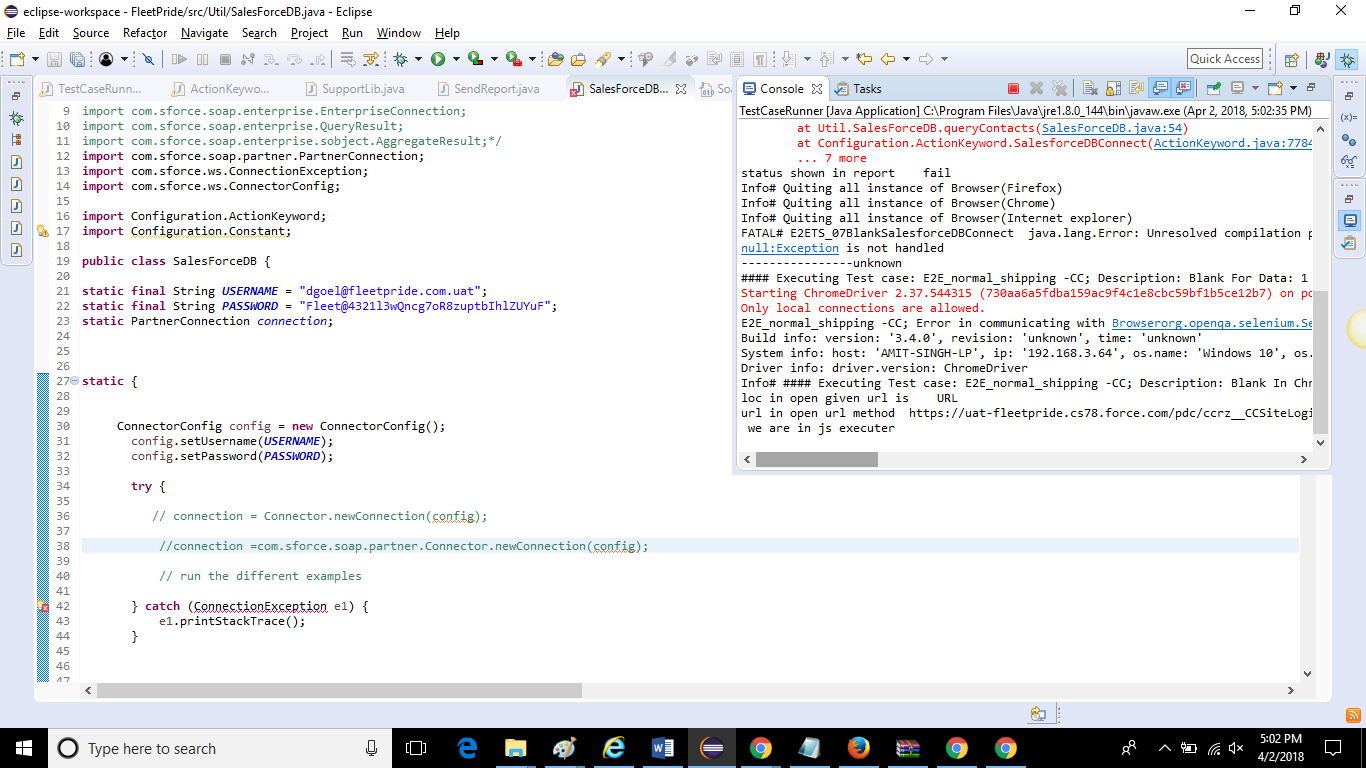 eclipse-workspace - FleetPride/src/Util/SalesForceDB.java - Eclipse
File Edit Source Refactor Navigate Search Project Run Window Help
Quick Access
TestCaseRunn... ActionKeywo... SupportLib.java SendReport.java SalesForceDB...
9 import com.sforce.soap.enterprise.EnterpriseConnection;
10 import com.sforce.soap.enterprise.QueryResult;
11 import com.sforce.soap.enterprise.sobject.AggregateResult;*/
12 import com.sforce.soap.partner.PartnerConnection;
13 import com.sforce.ws.ConnectionException;
14 import com.sforce.ws.ConnectorConfig;
15
16 import Configuration.ActionKeyword;
17 import Configuration.Constant;
18
19 public class SalesForceDB {
20
21 static final String USERNAME = "dgoel@fleetpride.com.uat";
22 static final String PASSWORD = "Fleet@4321l3wQncg7oR8zuptbIhlZUYuF";
23 static PartnerConnection connection;
24
25
26
27 static {
28
29
30 ConnectorConfig config = new ConnectorConfig();
31 config.setUsername(USERNAME);
32 config.setPassword(PASSWORD);
33
34 try {
35
36 // connection = Connector.newConnection(config);
37
38 //connection =com.sforce.soap.partner.Connector.newConnection(config);
39
40 // run the different examples
41
42 } catch (ConnectionException e1) {
43 e1.printStackTrace();
44 }
45
46
47
Console Tasks
TestCaseRunner [Java Application] C:\Program Files\Java\jre1.8.0_144\bin\javaw.exe (Apr 2, 2018, 5:02:35 PM)
at Util.SalesForceDB.queryContacts(SalesForceDB.java:54)
at Configuration.ActionKeyword.SalesforceDBConnect(ActionKeyword.java:7784
... 7 more
status shown in report fail
Info# Quiting all instance of Browser(Firefox)
Info# Quiting all instance of Browser(Chrome)
Info# Quiting all instance of Browser(Internet explorer)
FATAL# E2ETS_07BlankSalesforceDBConnect java.lang.Error: Unresolved compilation p
null:Exception is not handled
----------------unknown
#### Executing Test case: E2E_normal_shipping -CC; Description: Blank For Data: 1
Starting ChromeDriver 2.37.544315 (730aa6a5fdba159ac9f4c1e8cbc59bf1b5ce12b7) on po
Only local connections are allowed.
E2E_normal_shipping -CC; Error in communicating with Browserorg.openqa.selenium.Se
Build info: version: '3.4.0', revision: 'unknown', time: 'unknown'
System info: host: 'AMIT-SINGH-LP', ip: '192.168.3.64', os.name: 'Windows 10', os.
Driver info: driver.version: ChromeDriver
Info# #### Executing Test case: E2E_normal_shipping -CC; Description: Blank In Chr
loc in open given url is URL
url in open url method https://uat-fleetpride.cs78.force.com/pdc/ccrz__CCSiteLogi
we are in js executer
Type here to search
5:02 PM
4/2/2018